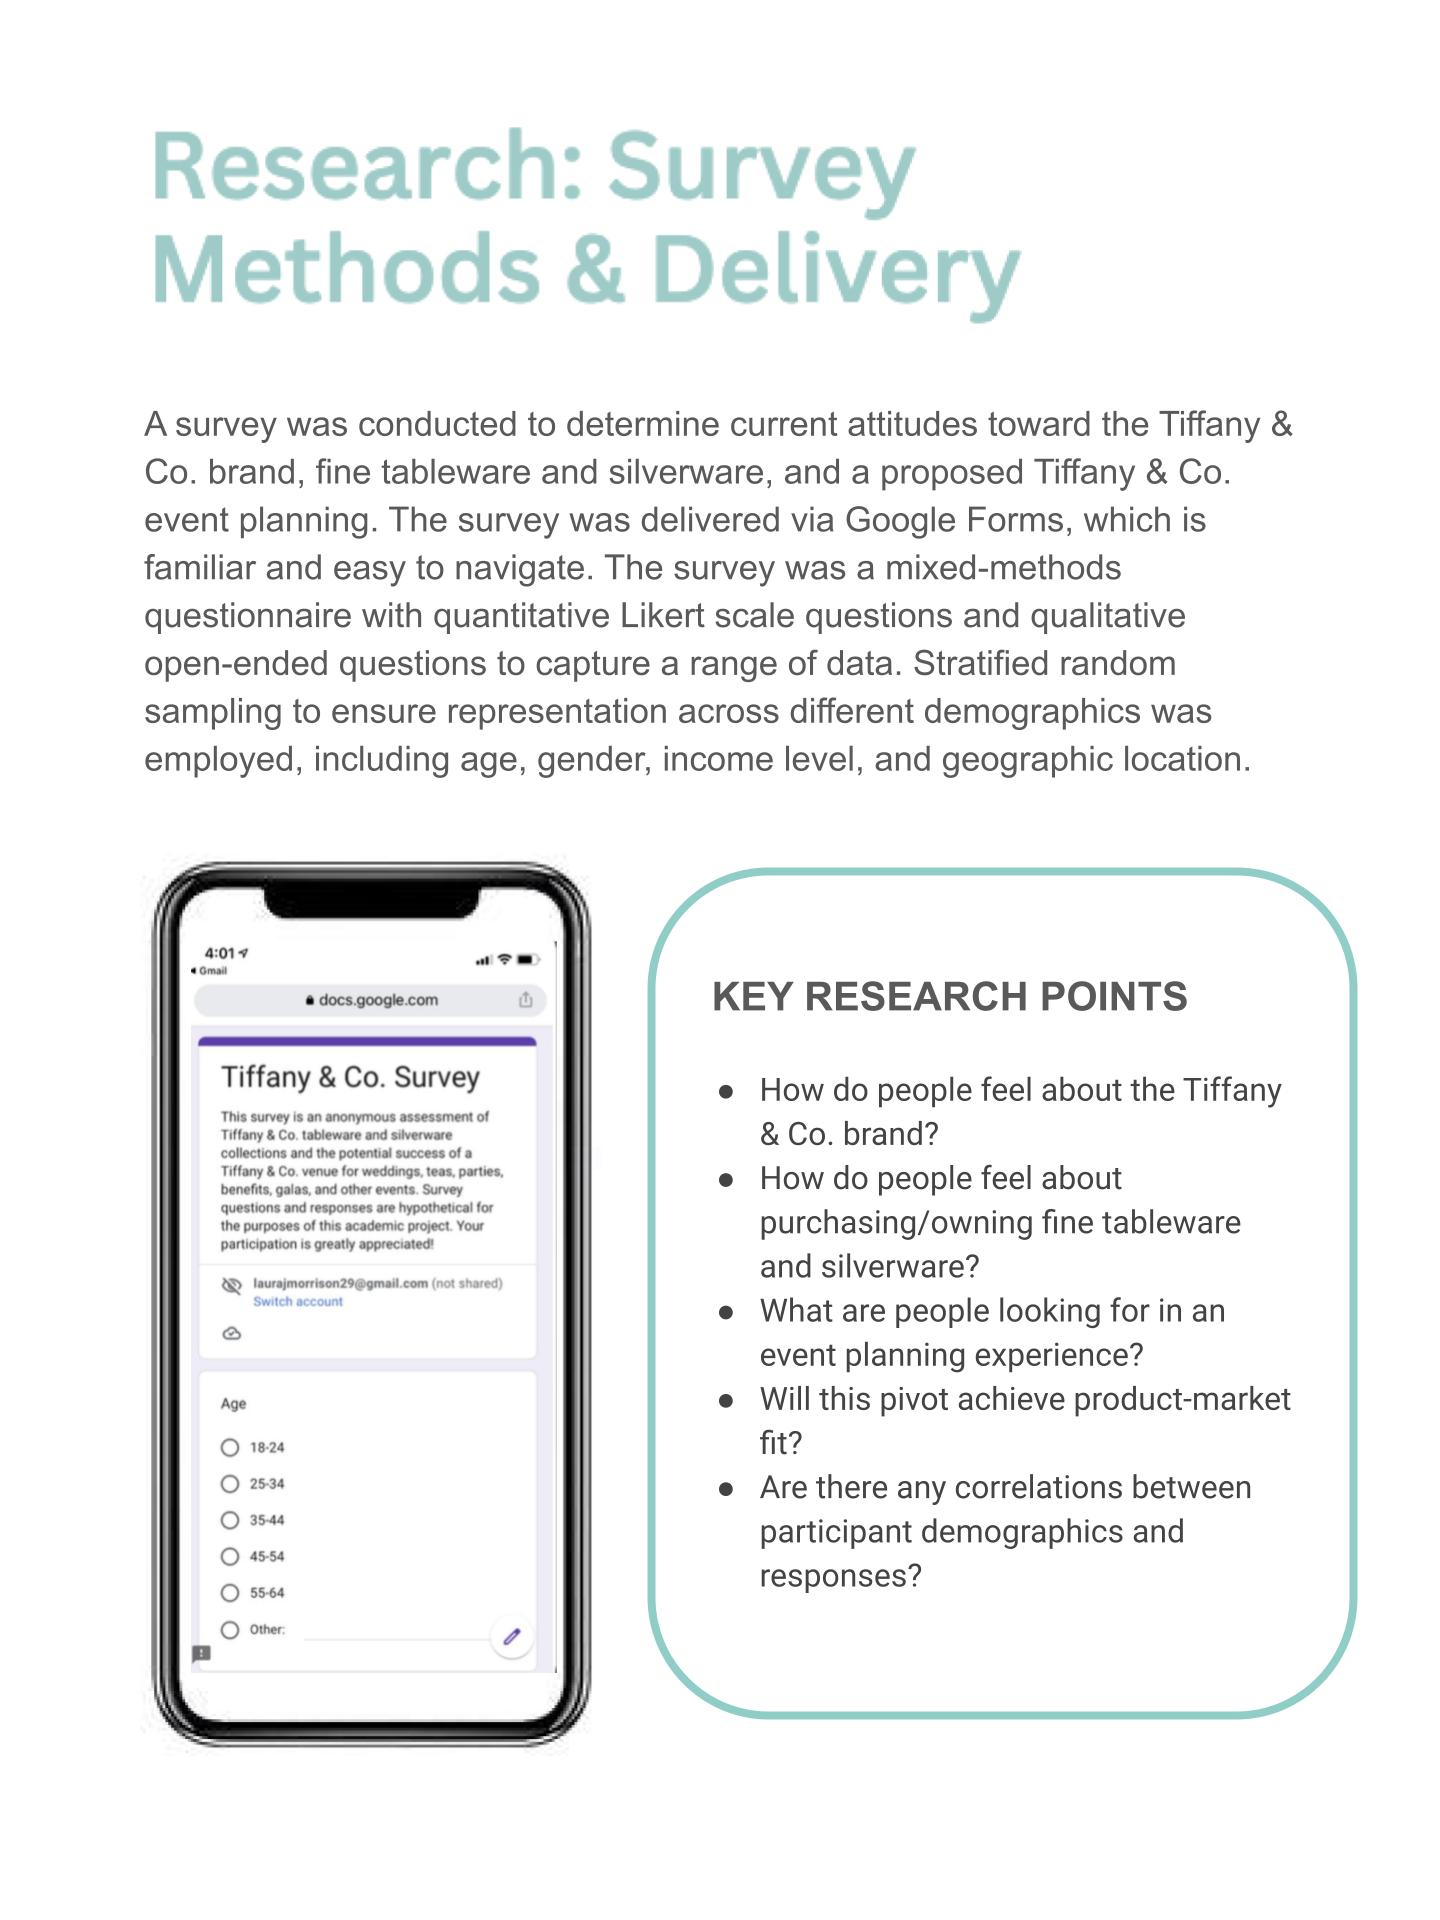 Research: Survey
Methods & Delivery
A survey was conducted to determine current attitudes toward the Tiffany &
Co. brand, fine tableware and silverware, and a proposed Tiffany & Co.
event planning. The survey was delivered via Google Forms, which is
familiar and easy to navigate. The survey was a mixed-methods
questionnaire with quantitative Likert scale questions and qualitative
open-ended questions to capture a range of data. Stratified random
sampling to ensure representation across different demographics was
employed, including age, gender, income level, and geographic location.
4:01
Gmail
docs.google.com
Tiffany & Co. Survey
This survey is an anonymous assessment of
Tiffany & Co. tableware and silverware
collections and the potential success of a
Tiffany & Co. venue for weddings, teas, parties,
benefits, galas, and other events. Survey
questions and responses are hypothetical for
the purposes of this academic project. Your
participation is greatly appreciated!
laurajmorrison29@gmail.com (not shared)
Switch account
Age
18-24
25-34
35-44
45-54
55-64
Other:
KEY RESEARCH POINTS
● How do people feel about the Tiffany
& Co. brand?
● How do people feel about
purchasing/owning fine tableware
and silverware?
● What are people looking for in an
event planning experience?
● Will this pivot achieve product-market
fit?
● Are there any correlations between
participant demographics and
responses?